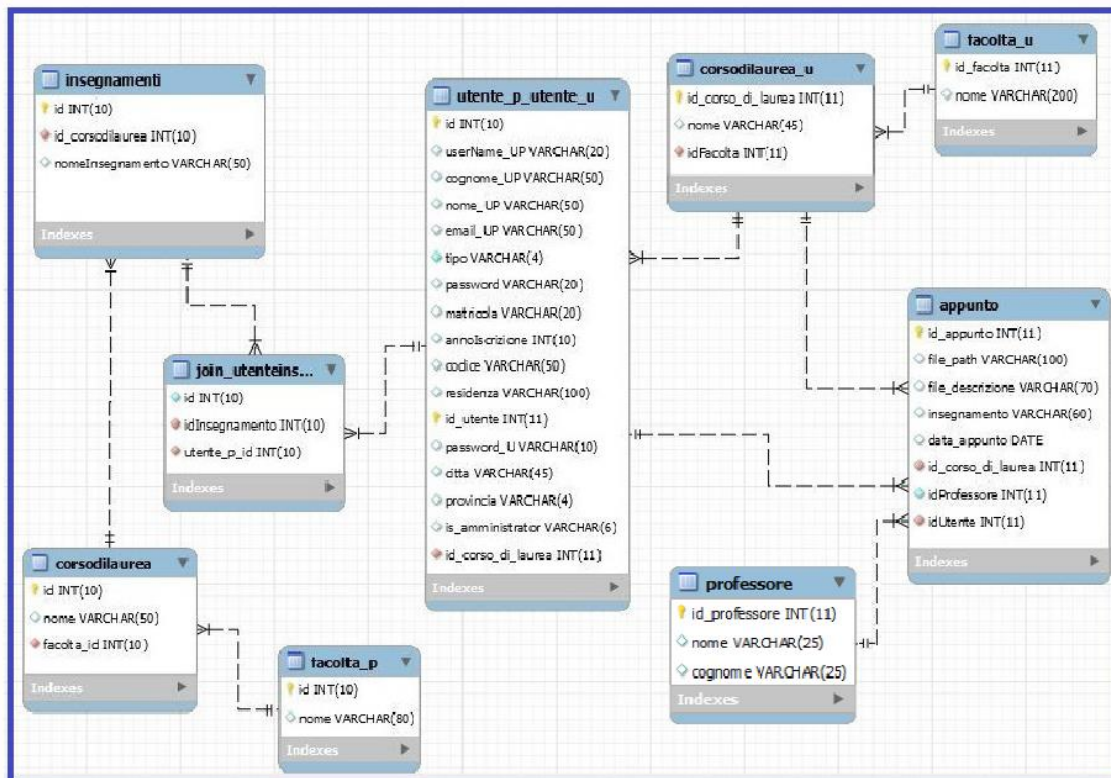 insegnamenti
id INT(10)
id_corsodilaurea INT(10)
nomeInsegnamento VARCHAR(50)
Indexes
utente_p_utente_u
id INT(10)
userName_UP VARCHAR(20)
cognome_UP VARCHAR(50)
nome_UP VARCHAR(50)
email_UP VARCHAR(50)
tipo VARCHAR(4)
password VARCHAR(20)
matricola VARCHAR(20)
annoIscrizione INT(10)
codice VARCHAR(50)
residenza VARCHAR(100)
id_utente INT(11)
password_U VARCHAR(10)
citta VARCHAR(45)
provincia VARCHAR(4)
is_amministrator VARCHAR(6)
id_corso_di_laurea INT(11)
Indexes
corsodilaurea_u
id_corso_di_laurea INT(11)
nome VARCHAR(45)
idFacolta INT(11)
Indexes
facolta_u
id_facolta INT(11)
nome VARCHAR(200)
Indexes
appunto
id_appunto INT(11)
file_path VARCHAR(100)
file_descrizione VARCHAR(70)
insegnamento VARCHAR(60)
data_appunto DATE
id_corso_di_laurea INT(11)
idProfessore INT(11)
idUtente INT(11)
Indexes
join_utenteins...
id INT(10)
idInsegnamento INT(10)
utente_p_id INT(10)
Indexes
corsodilaurea
id INT(10)
nome VARCHAR(50)
facolta_id INT(10)
Indexes
facolta_p
id INT(10)
nome VARCHAR(80)
Indexes
professore
id_professore INT(11)
nome VARCHAR(25)
cognome VARCHAR(25)
Indexes